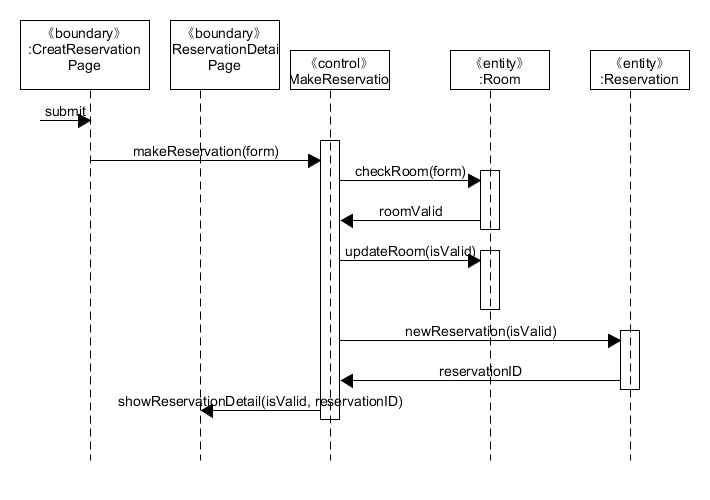 《boundary》
:CreatReservation
Page
《boundary》
ReservationDetai
Page
《control》
MakeReservatio
《entity》
:Room
《entity》
:Reservation
submit
makeReservation(form)
checkRoom(form)
roomValid
updateRoom(isValid)
newReservation(isValid)
reservationID
showReservationDetail(isValid, reservationID)